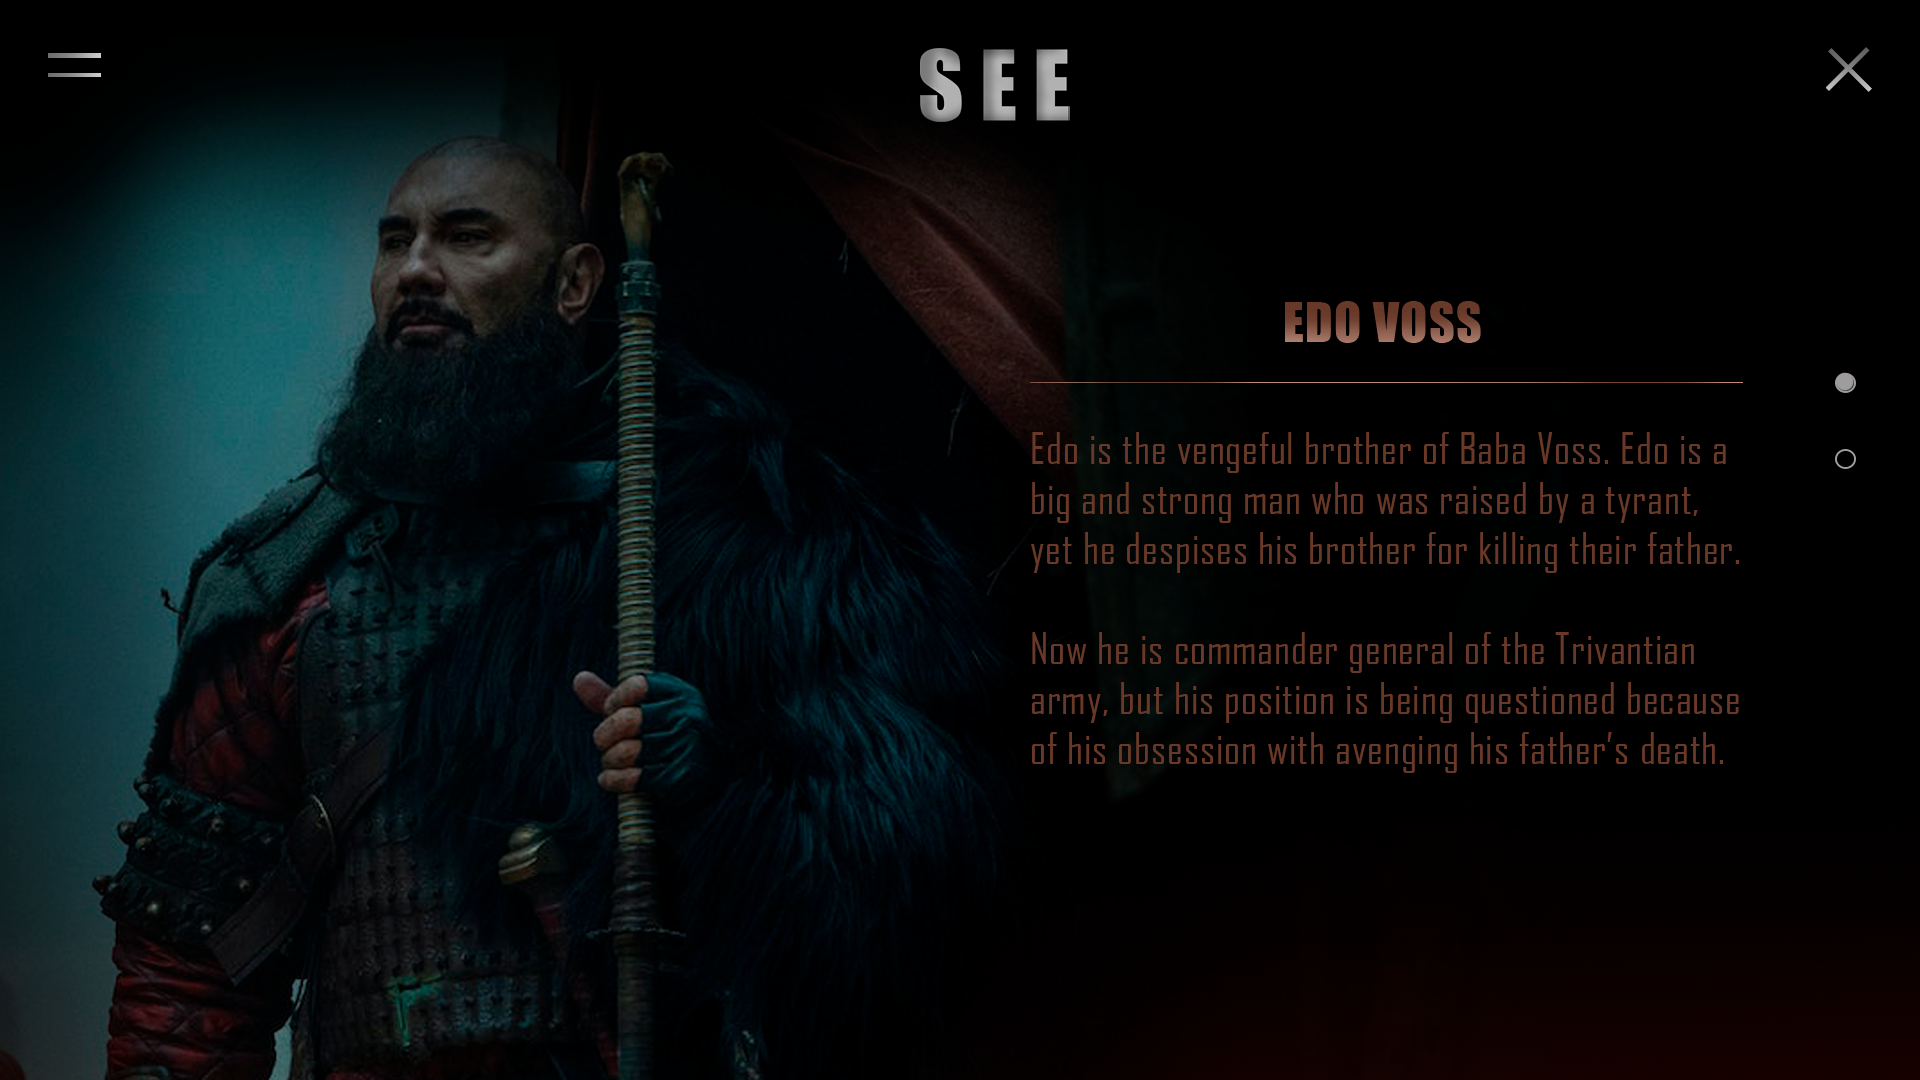 SEE
EDO VOSS
Edo is the vengeful brother of Baba Voss. Edo is a
big and strong man who was raised by a tyrant,
yet he despises his brother for killing their father.
Now he is commander general of the Trivantian
army, but his position is being questioned because
of his obsession with avenging his father’s death.